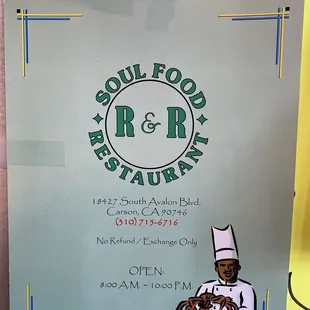 SOUL FOOD
R & R
RESTAURANT
18427 South Avalon Blvd.
Carson, CA 90746
(310) 715-6716
No Refund / Exchange Only
OPEN:
8:00 A.M. ~ 10:00 P.M.